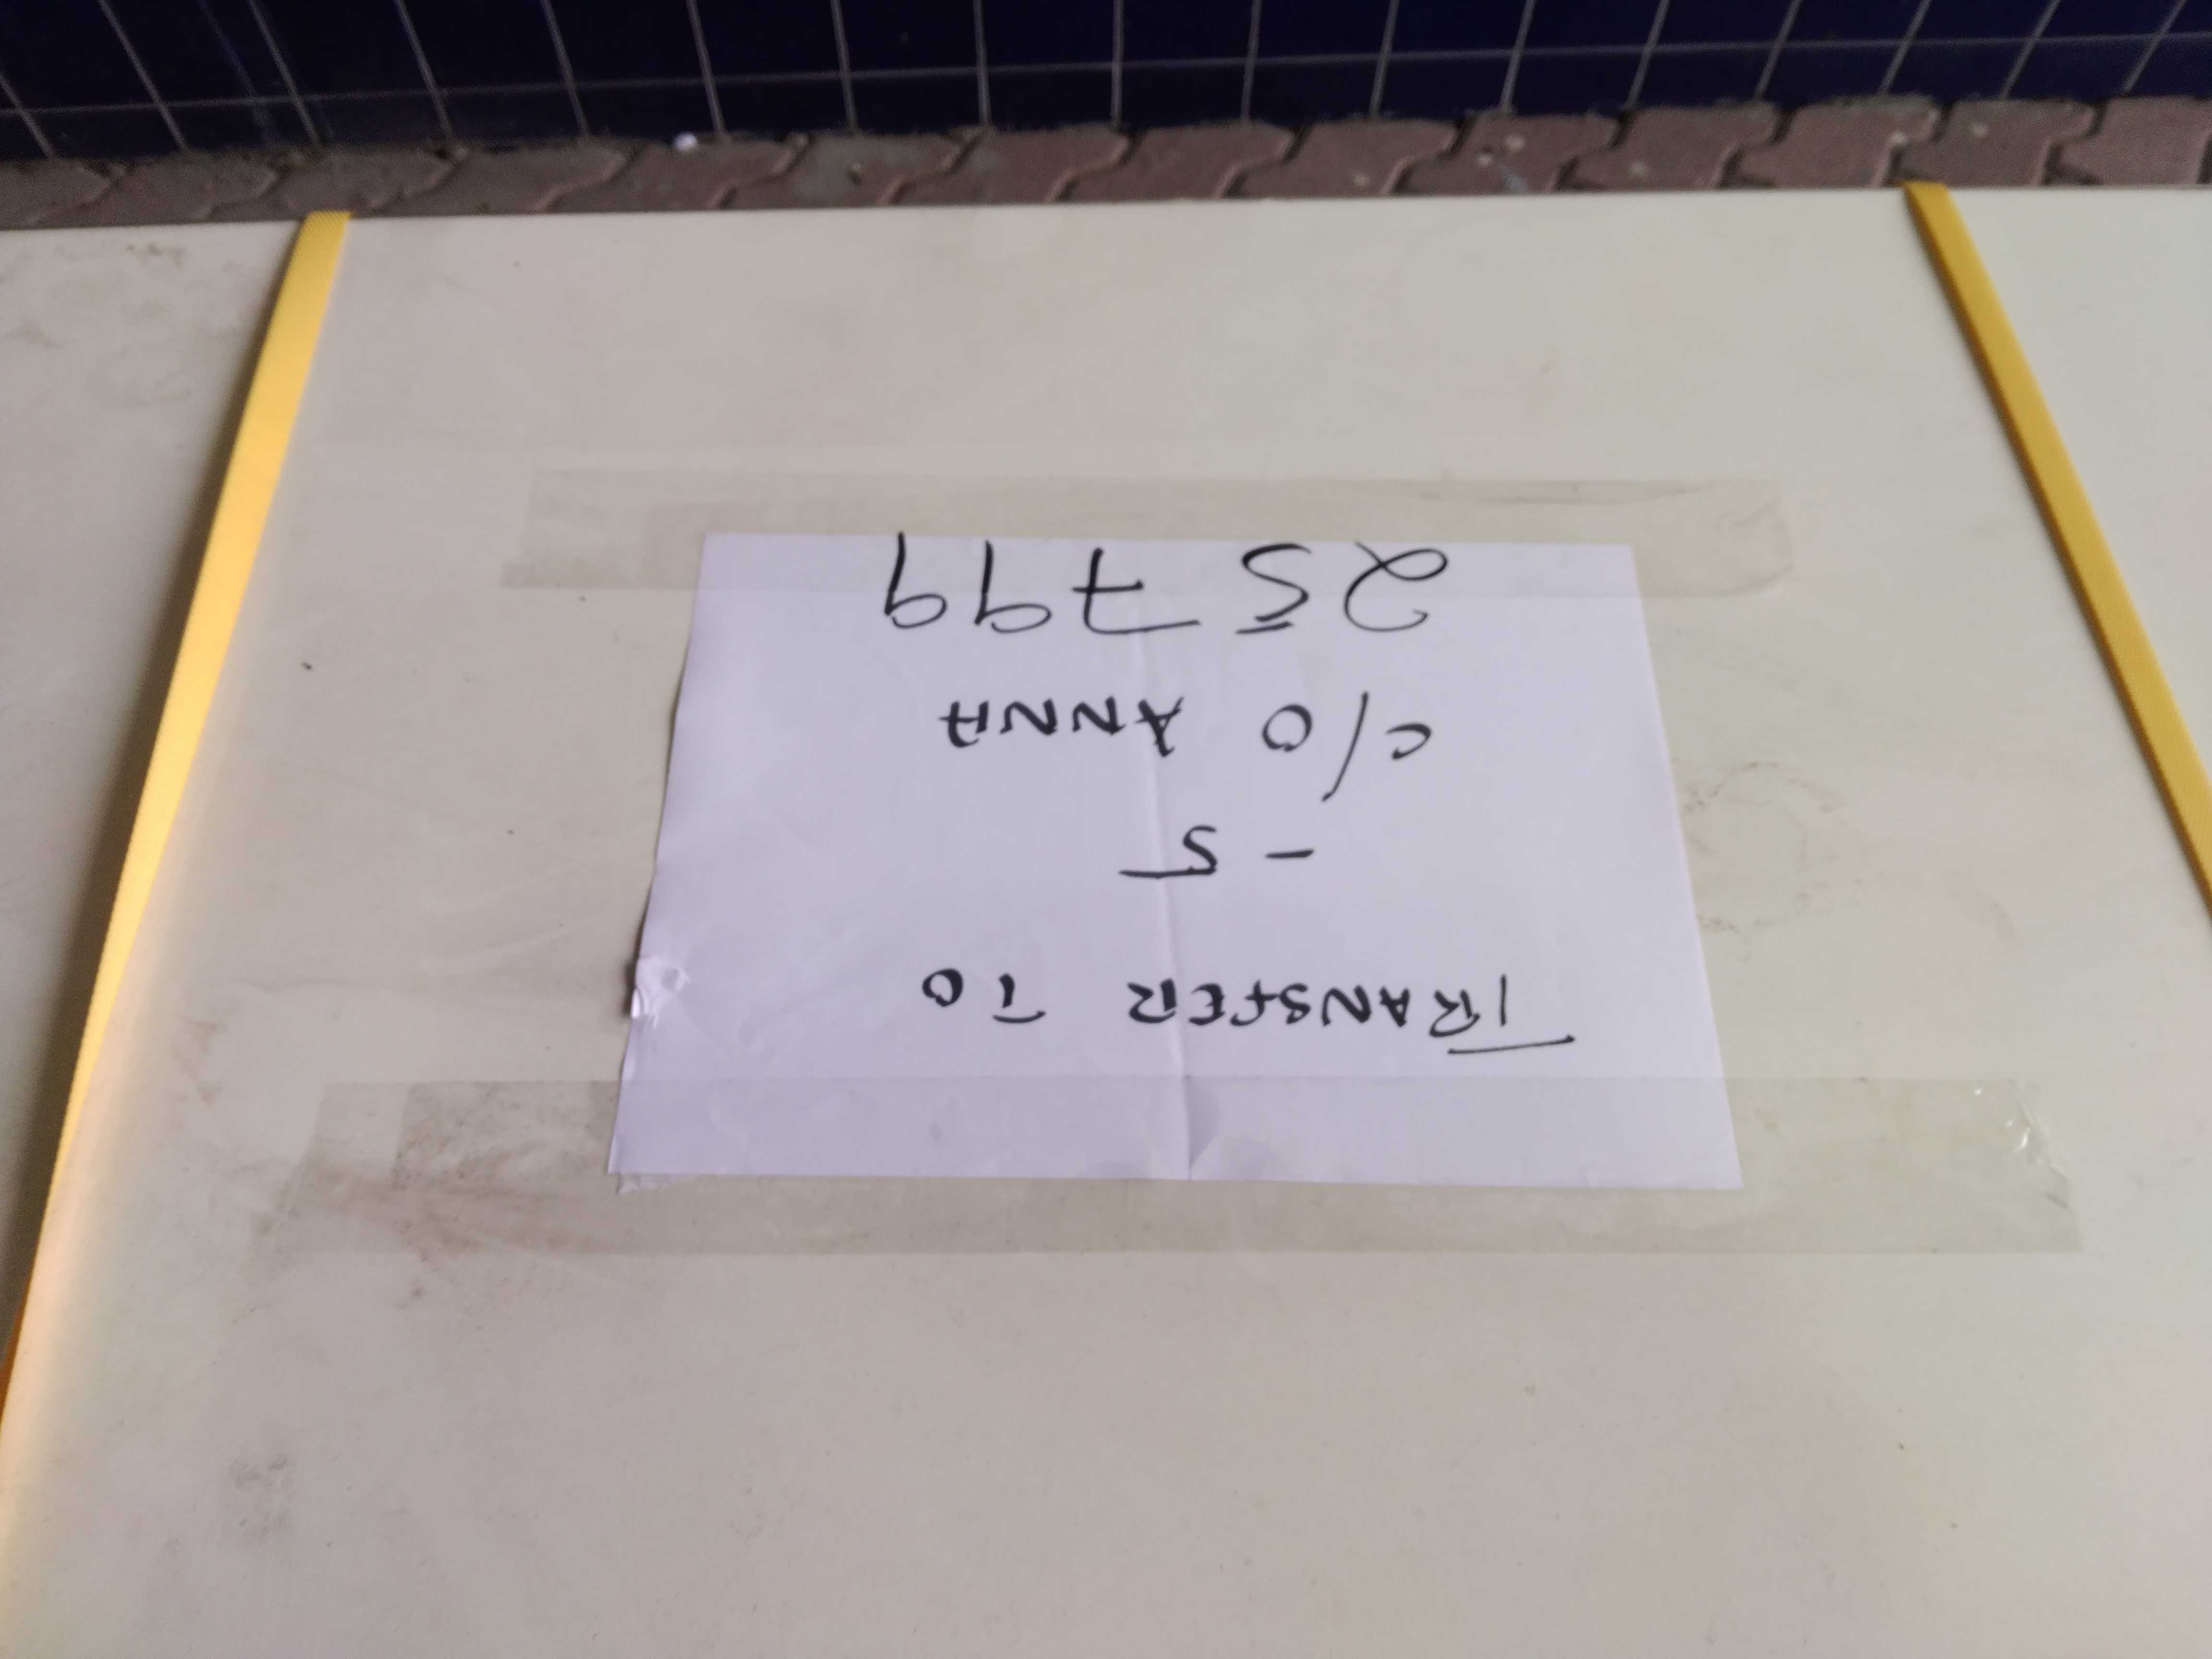 TRANSFER TO
- 5
C/O ANNA
25799